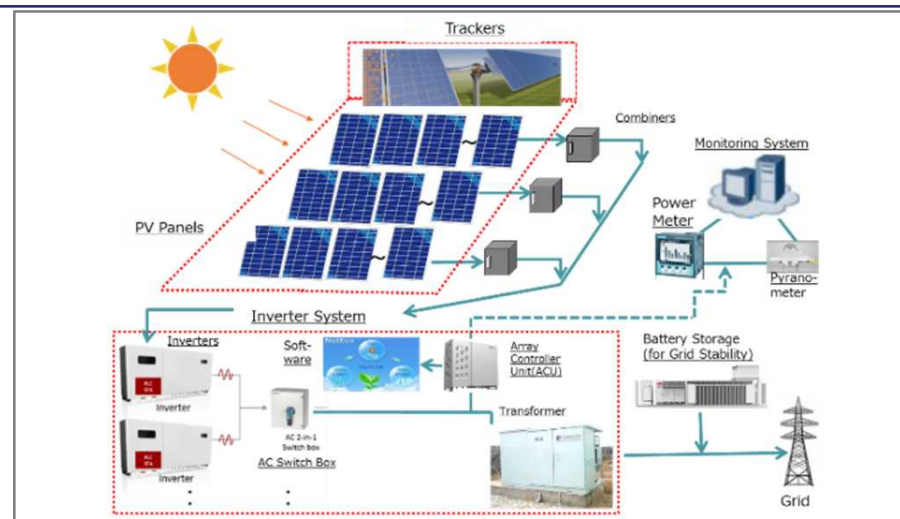 Trackers
Combiners
Monitoring System
Power
Meter
PV Panels
Pyrano-
meter
Inverter System
Inverters
Soft-
ware
Array
Controller
Unit(ACU)
Battery Storage
(for Grid Stability)
Inverter
Transformer
AC 2-in-1
Switch box
AC Switch Box
Inverter
Grid